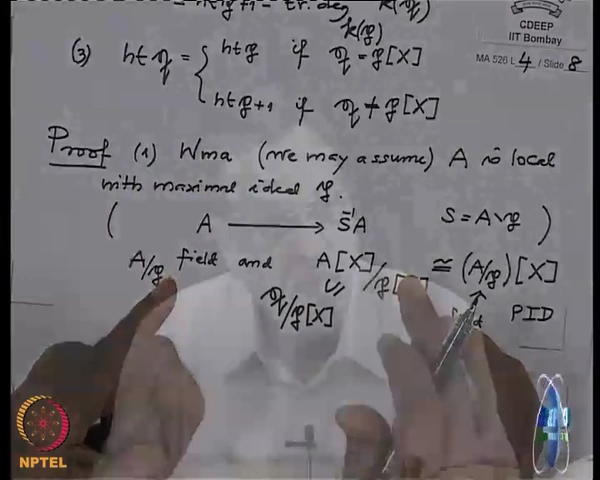 k(𝔮)
k(𝔭)
CDEEP
IIT Bombay
MA 526 L 4 / Slide 8
(3) ht 𝔮 = { ht 𝔭 if 𝔮 = 𝔭[X]
ht 𝔭+1 if 𝔮 ≠ 𝔭[X]
Proof (1) Wma (we may assume) A is local
with maximal ideal 𝔭.
( A ⟶ S⁻¹A S = A∖𝔭 )
A/𝔭 field and A[X]/𝔭[ ≅ (A/𝔭)[X]
𝔮/𝔭[X] PID
NPTEL